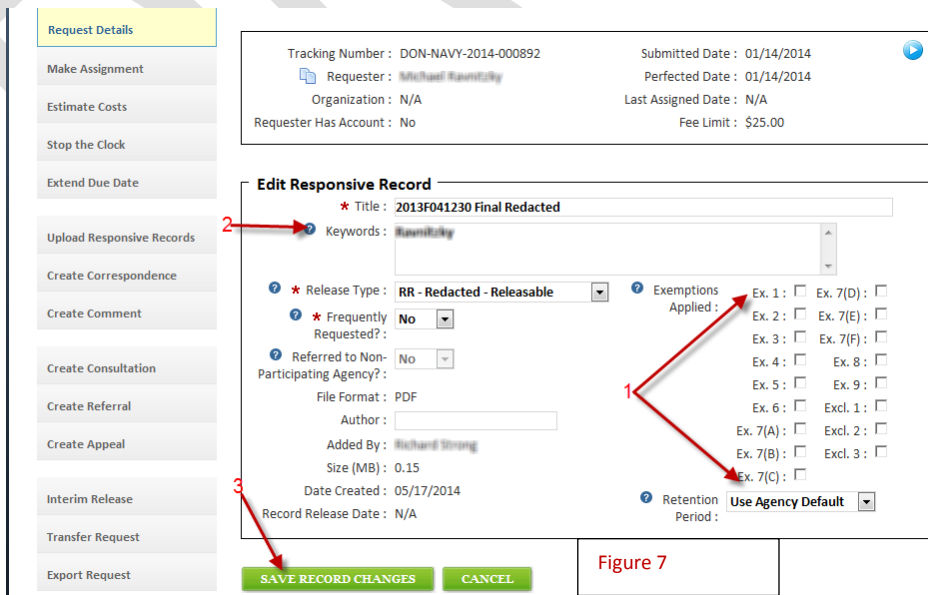 Request Details
Make Assignment
Estimate Costs
Stop the Clock
Extend Due Date
Upload Responsive Records
Create Correspondence
Create Comment
Create Consultation
Create Referral
Create Appeal
Interim Release
Transfer Request
Export Request
Tracking Number : DON-NAVY-2014-000892 Submitted Date : 01/14/2014
Requester : Perfected Date : 01/14/2014
Organization : N/A Last Assigned Date : N/A
Requester Has Account : No Fee Limit : $25.00
Edit Responsive Record
* Title : 2013F041230 Final Redacted
2 ? Keywords :
? * Release Type : RR - Redacted - Releasable
? * Frequently Requested? : No
? Referred to Non-Participating Agency? : No
File Format : PDF
Author :
Added By :
Size (MB) : 0.15
Date Created : 05/17/2014
Record Release Date : N/A
? Exemptions Applied :
1
Ex. 1 : Ex. 7(D) :
Ex. 2 : Ex. 7(E) :
Ex. 3 : Ex. 7(F) :
Ex. 4 : Ex. 8 :
Ex. 5 : Ex. 9 :
Ex. 6 : Excl. 1 :
Ex. 7(A) : Excl. 2 :
Ex. 7(B) : Excl. 3 :
Ex. 7(C) :
? Retention Period : Use Agency Default
3
SAVE RECORD CHANGES CANCEL
Figure 7